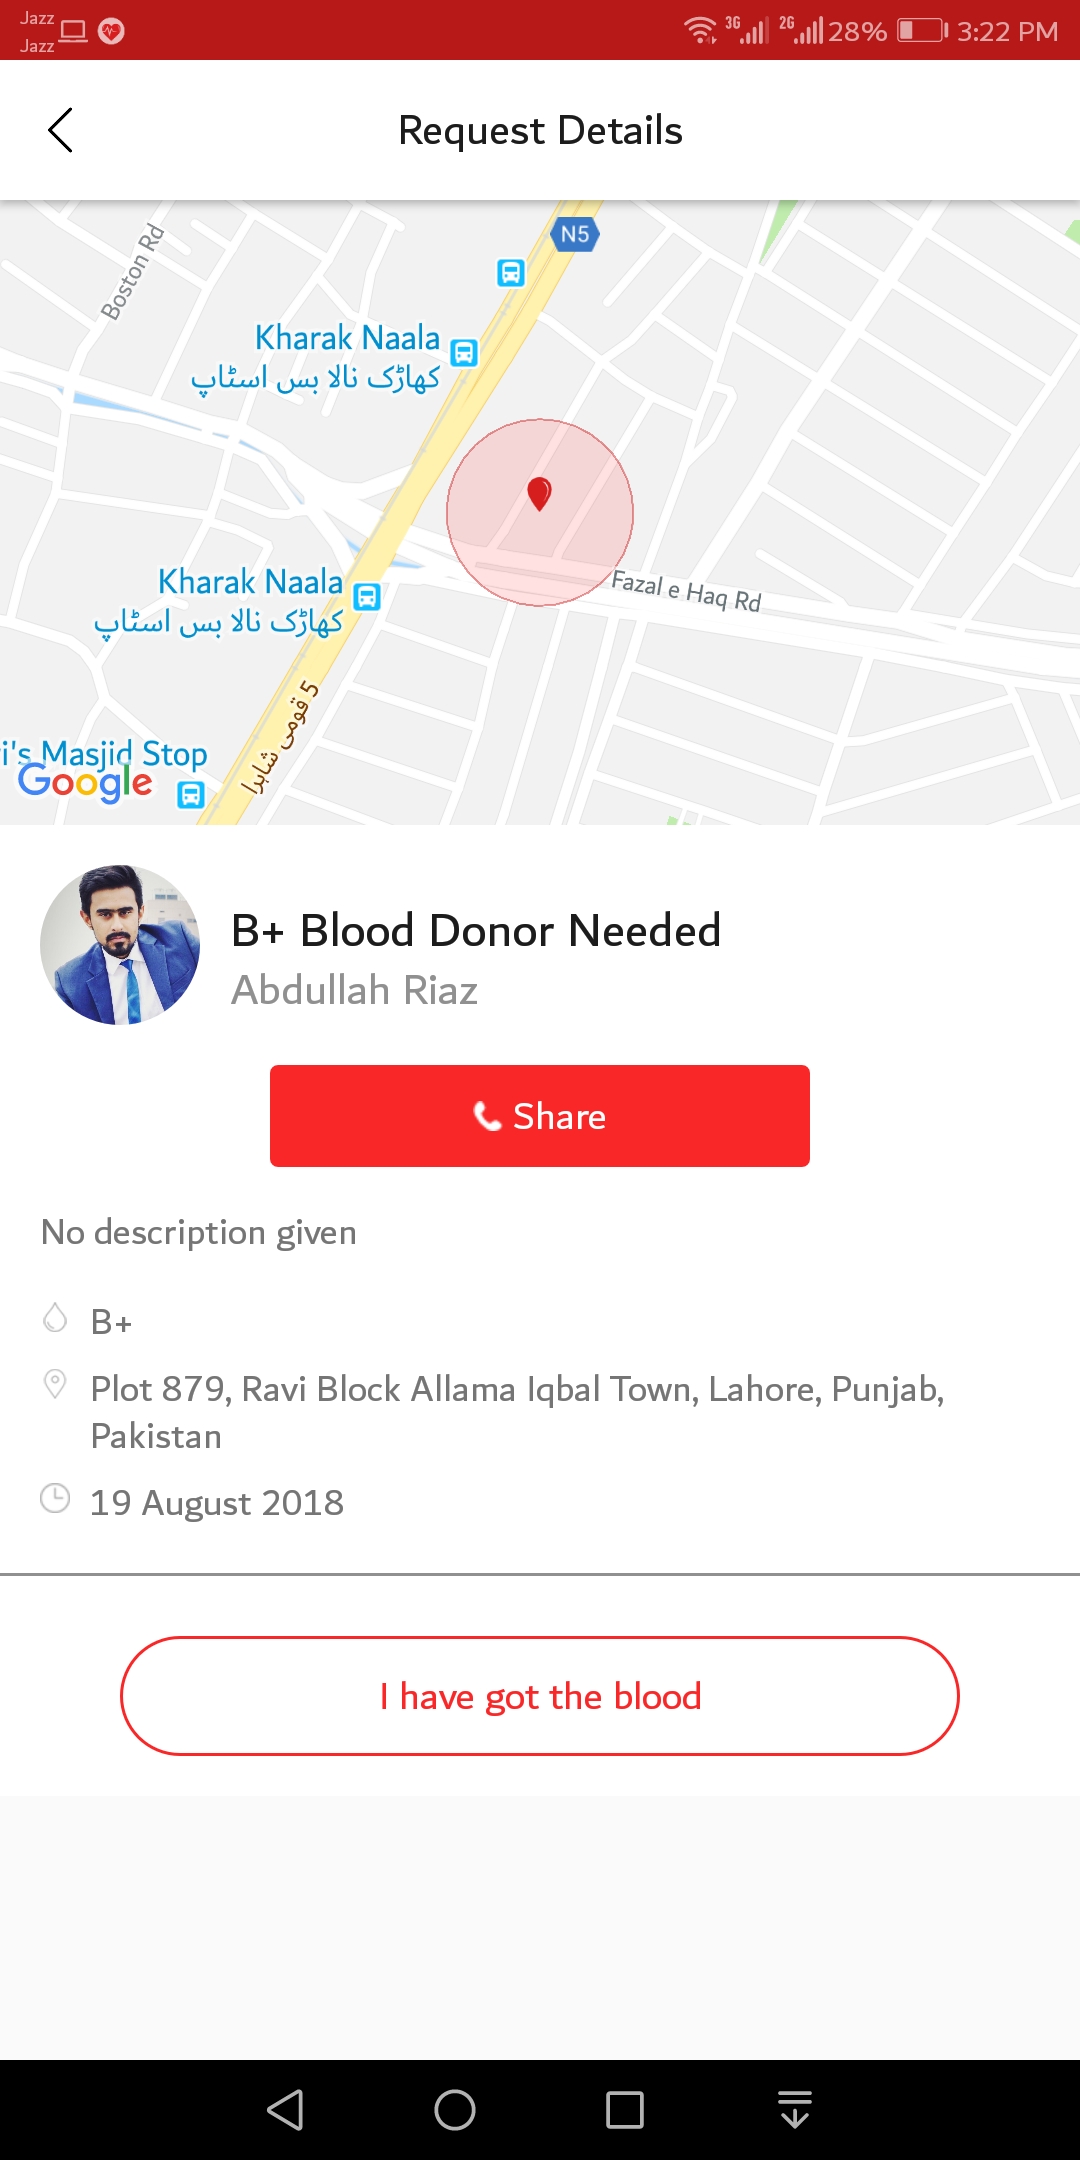 Jazz
Jazz
3G
2G
28%
3:22 PM
Request Details
Boston Rd
N5
Kharak Naala
کھاڑک نالا بس اسٹاپ
Kharak Naala
کھاڑک نالا بس اسٹاپ
Fazal e Haq Rd
5 قومی شاہرا
i's Masjid Stop
Google
B+ Blood Donor Needed
Abdullah Riaz
Share
No description given
B+
Plot 879, Ravi Block Allama Iqbal Town, Lahore, Punjab,
Pakistan
19 August 2018
I have got the blood